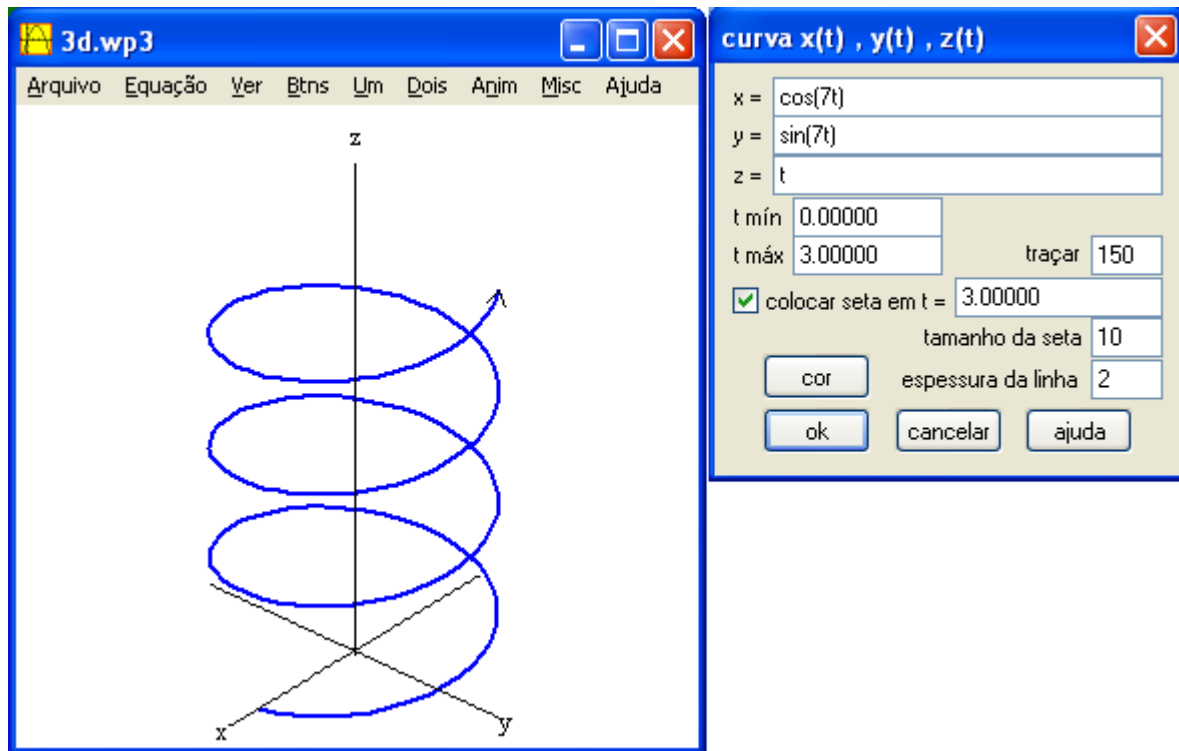 3d.wp3
Arquivo Equação Ver Btns Um Dois Anim Misc Ajuda
z
x
y
curva x(t) , y(t) , z(t)
x = cos(7t)
y = sin(7t)
z = t
t mín 0.00000
t máx 3.00000 traçar 150
colocar seta em t = 3.00000
tamanho da seta 10
cor espessura da linha 2
ok cancelar ajuda